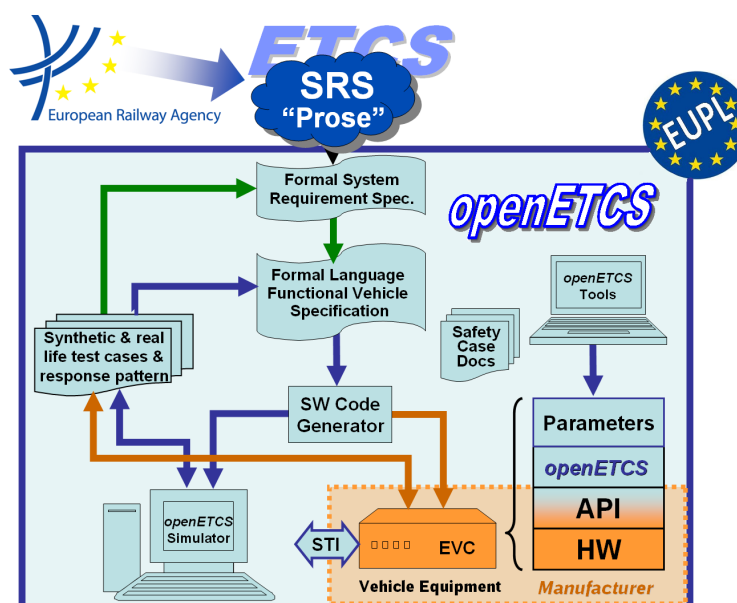 ETCS
SRS
“Prose”
European Railway Agency
EUPL
Formal System
Requirement Spec.
openETCS
Formal Language
Functional Vehicle
Specification
openETCS
Tools
Synthetic & real
life test cases &
response pattern
Safety
Case
Docs
SW Code
Generator
Parameters
openETCS
API
HW
openETCS
Simulator
STI
EVC
Vehicle Equipment
Manufacturer